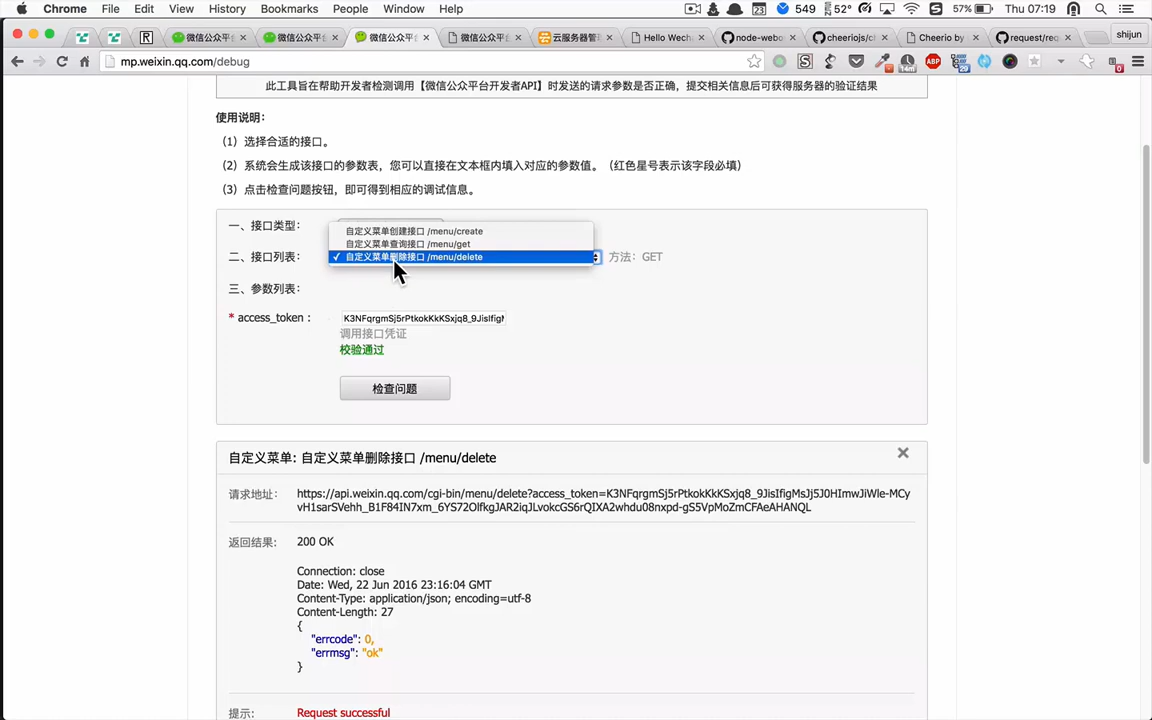 Chrome File Edit View History Bookmarks People Window Help 23 549 52° 57% Thu 07:19
微信公众平台 微信公众平台 微信公众平 微信公众平台 云服务器管理 Hello Wecha node-webo cheeriojs/ch Cheerio by request/req shijun
mp.weixin.qq.com/debug
此工具旨在帮助开发者检测调用【微信公众平台开发者API】时发送的请求参数是否正确，提交相关信息后可获得服务器的验证结果
使用说明：
（1）选择合适的接口。
（2）系统会生成该接口的参数表，您可以直接在文本框内填入对应的参数值。（红色星号表示该字段必填）
（3）点击检查问题按钮，即可得到相应的调试信息。
一、接口类型：
自定义菜单创建接口 /menu/create
自定义菜单查询接口 /menu/get
二、接口列表： ✓ 自定义菜单删除接口 /menu/delete 方法：GET
三、参数列表：
* access_token： K3NFqrgmSj5rPtkokKkKSxjq8_9JisIfigM
调用接口凭证
校验通过
检查问题
自定义菜单: 自定义菜单删除接口 /menu/delete
请求地址: https://api.weixin.qq.com/cgi-bin/menu/delete?access_token=K3NFqrgmSj5rPtkokKkKSxjq8_9JisIfigMsJj5J0HImwJiWle-MCy
vH1sarSVehh_B1F84IN7xm_6YS72OlfkgJAR2iqJLvokcGS6rQIXA2whdu08nxpd-gS5VpMoZmCFAeAHANQL
返回结果: 200 OK
Connection: close
Date: Wed, 22 Jun 2016 23:16:04 GMT
Content-Type: application/json; encoding=utf-8
Content-Length: 27
{
"errcode": 0,
"errmsg": "ok"
}
提示: Request successful